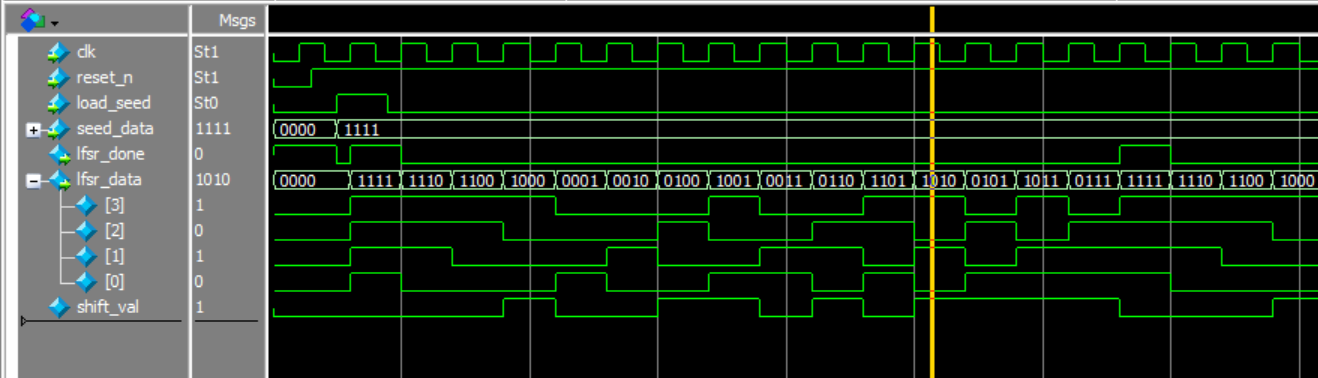 Msgs
clk St1
reset_n St1
load_seed St0
seed_data 1111 0000 1111
lfsr_done 0
lfsr_data 1010 0000 1111 1110 1100 1000 0001 0010 0100 1001 0011 0110 1101 1010 0101 1011 0111 1111 1110 1100 1000
[3] 1
[2] 0
[1] 1
[0] 0
shift_val 1